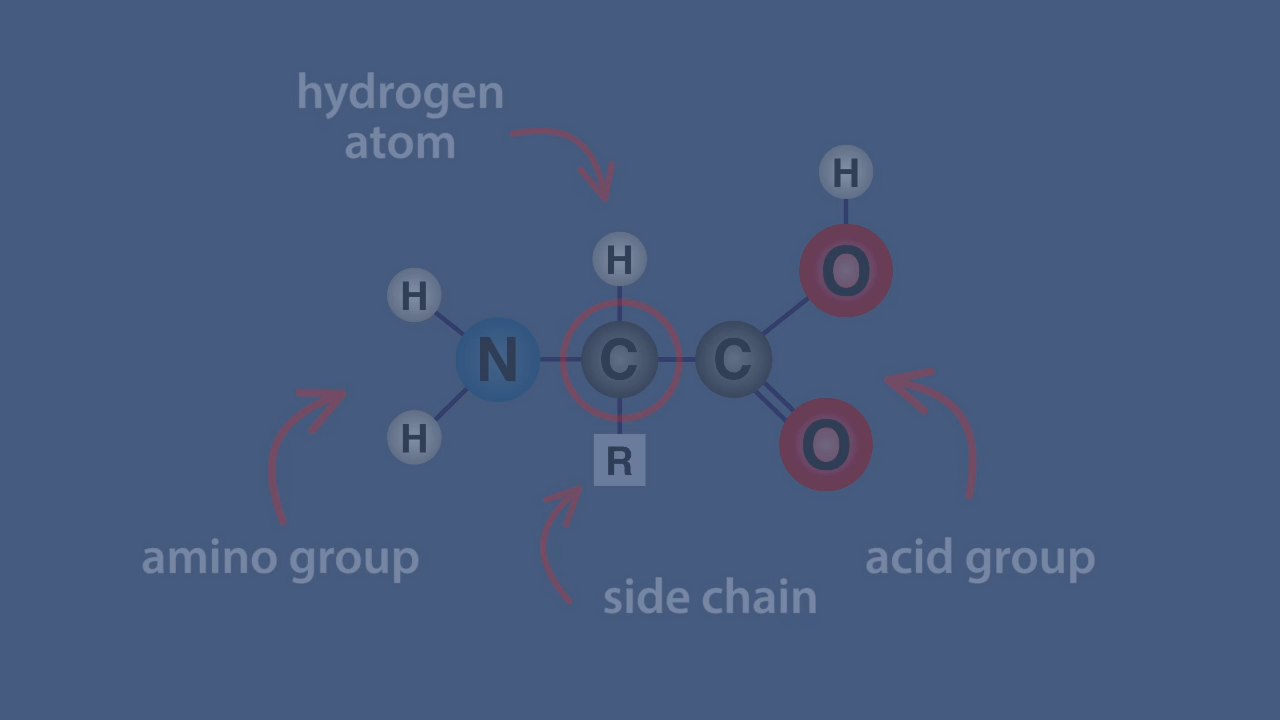 hydrogen
atom
H
H
H
N
C
C
O
H
R
O
amino group
acid group
side chain